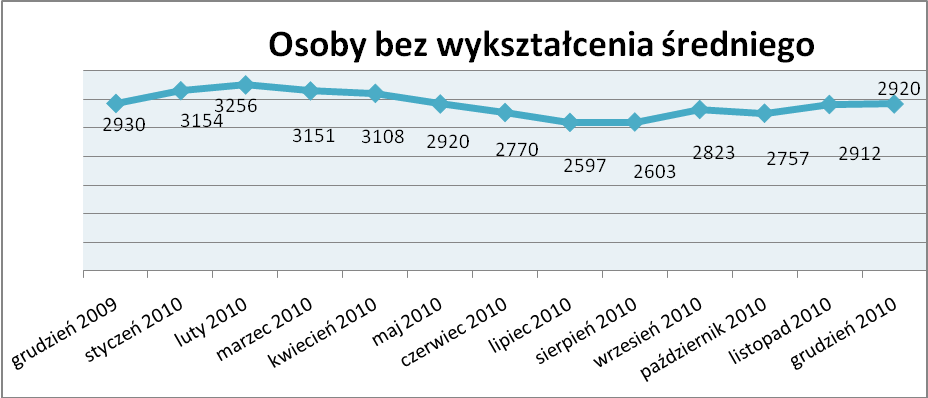 Osoby bez wykształcenia średniego
2930
3154
3256
3151
3108
2920
2770
2597
2603
2823
2757
2912
2920
grudzień 2009
styczeń 2010
luty 2010
marzec 2010
kwiecień 2010
maj 2010
czerwiec 2010
lipiec 2010
sierpień 2010
wrzesień 2010
październik 2010
listopad 2010
grudzień 2010